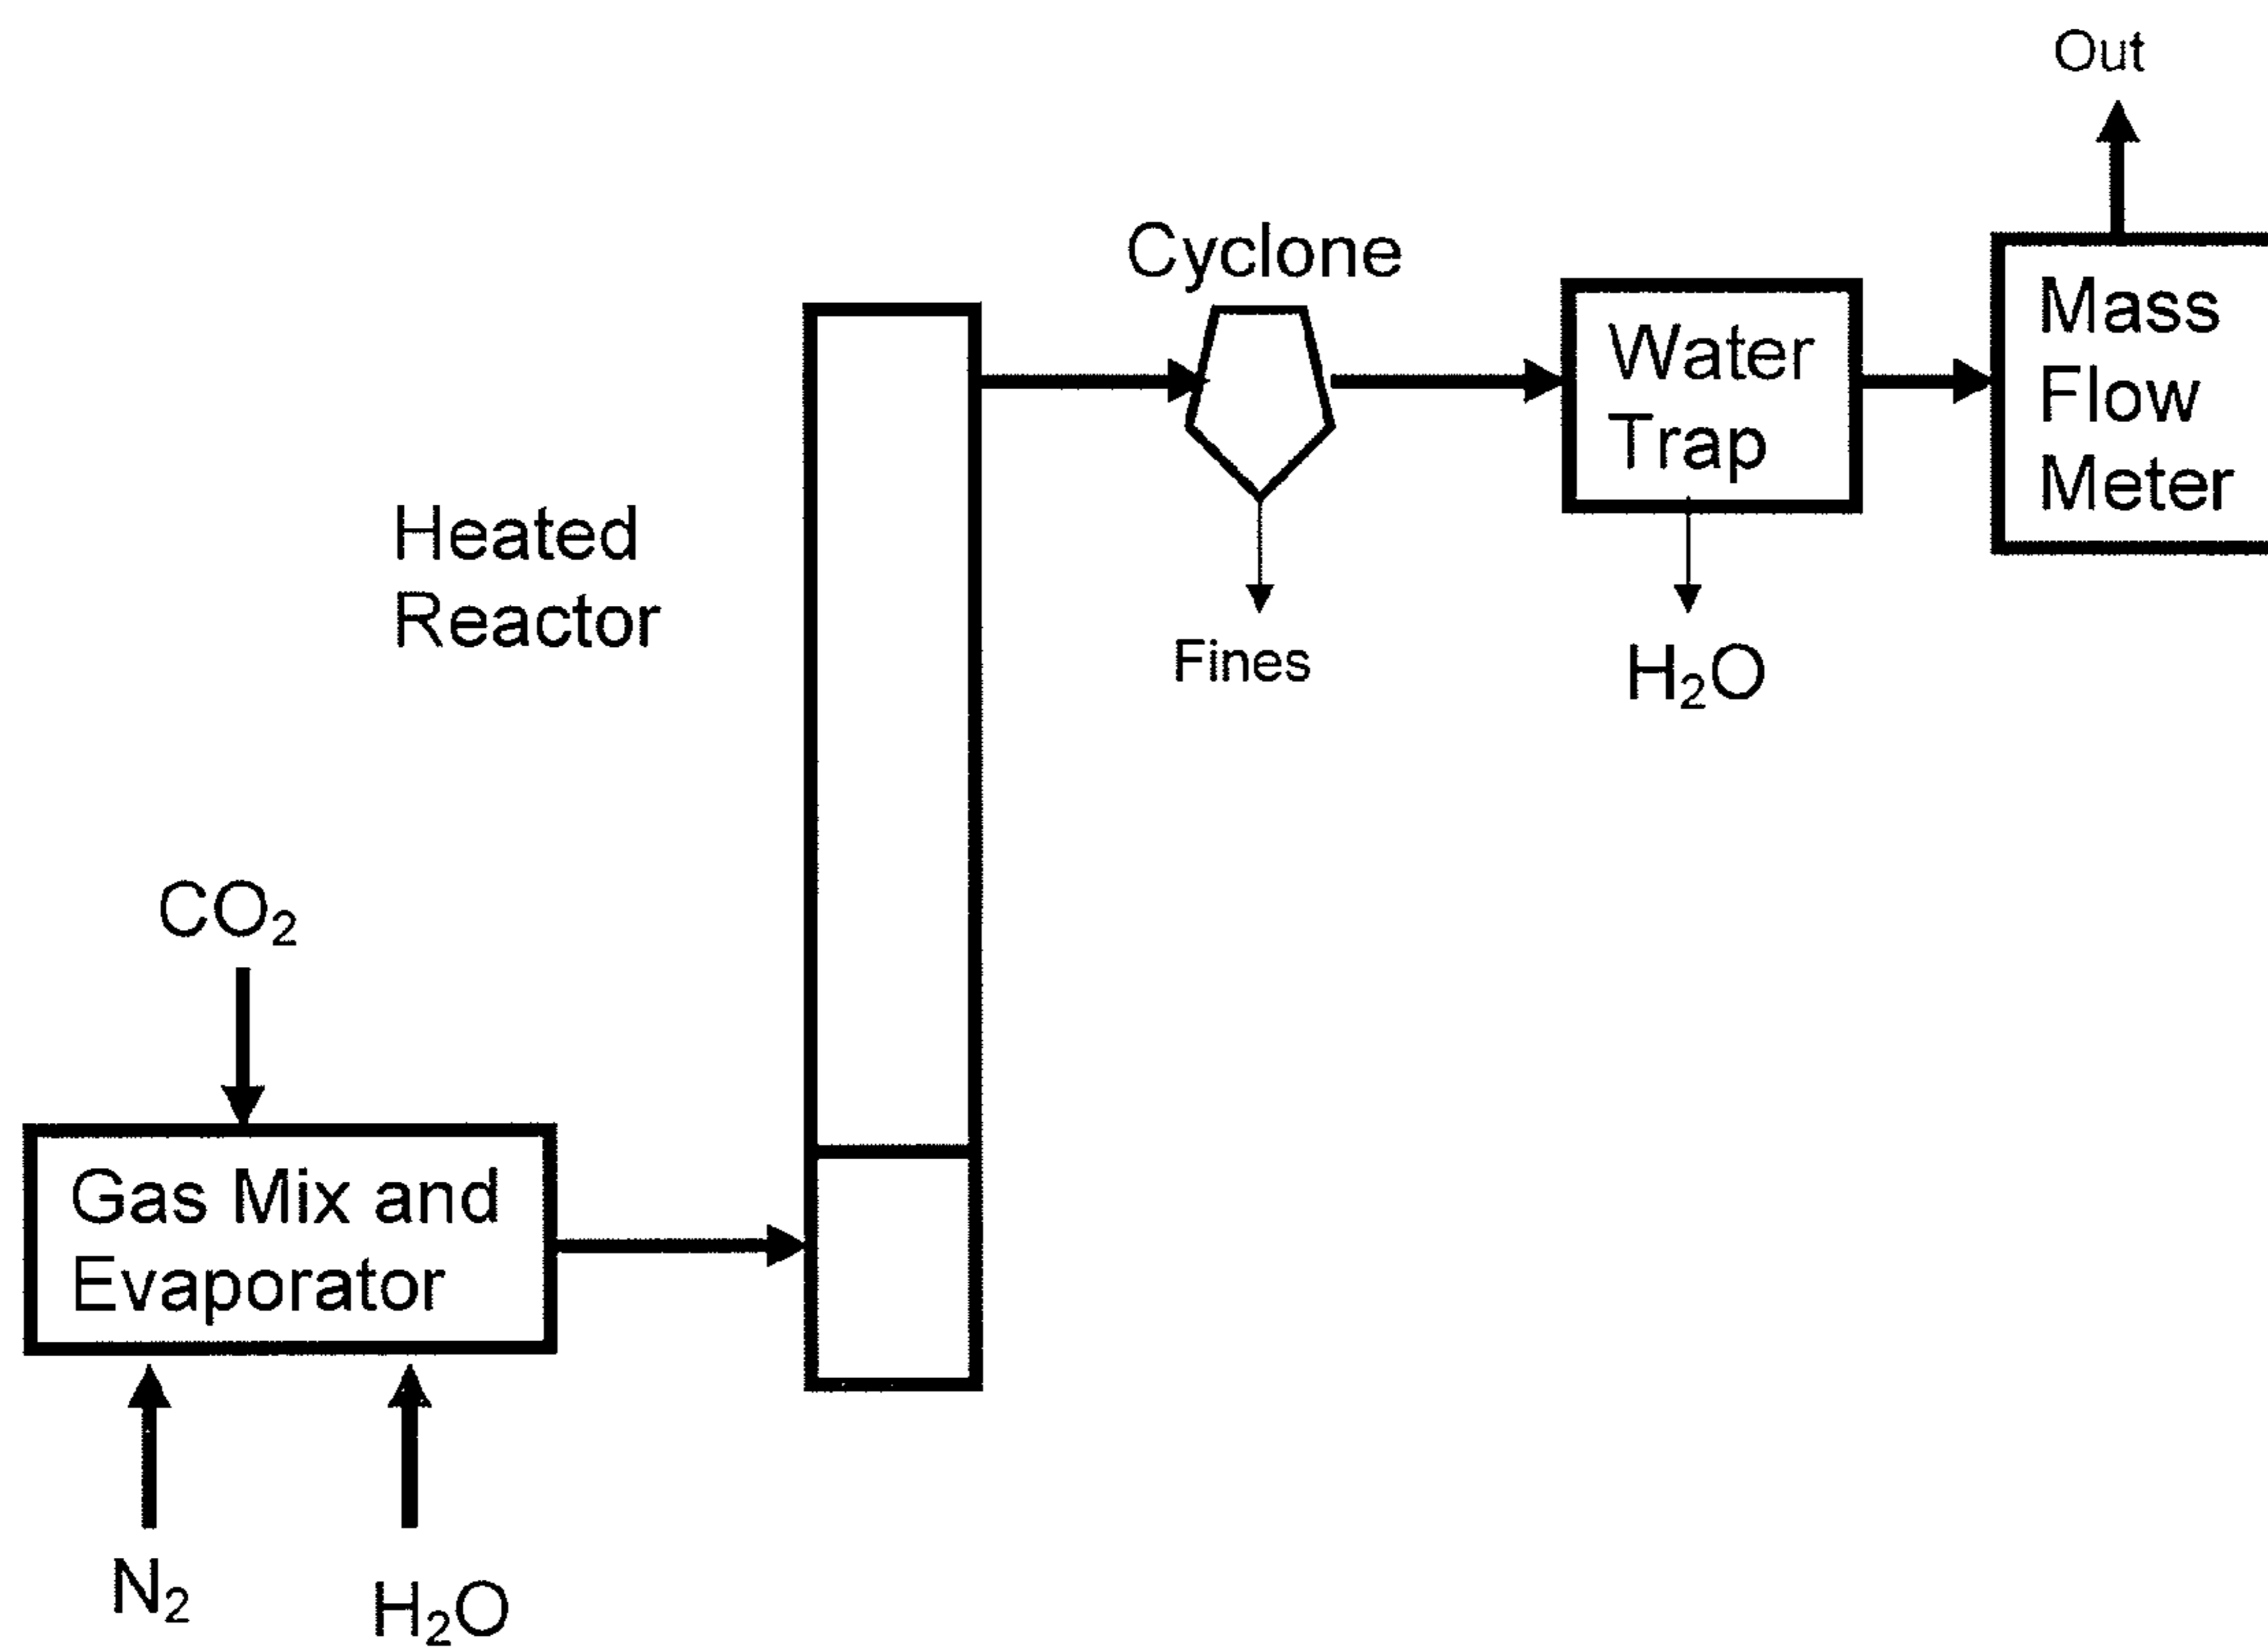 Out
Cyclone
Mass
Flow
Meter
Water
Trap
Heated
Reactor
Fines
H₂O
CO₂
Gas Mix and
Evaporator
N₂
H₂O